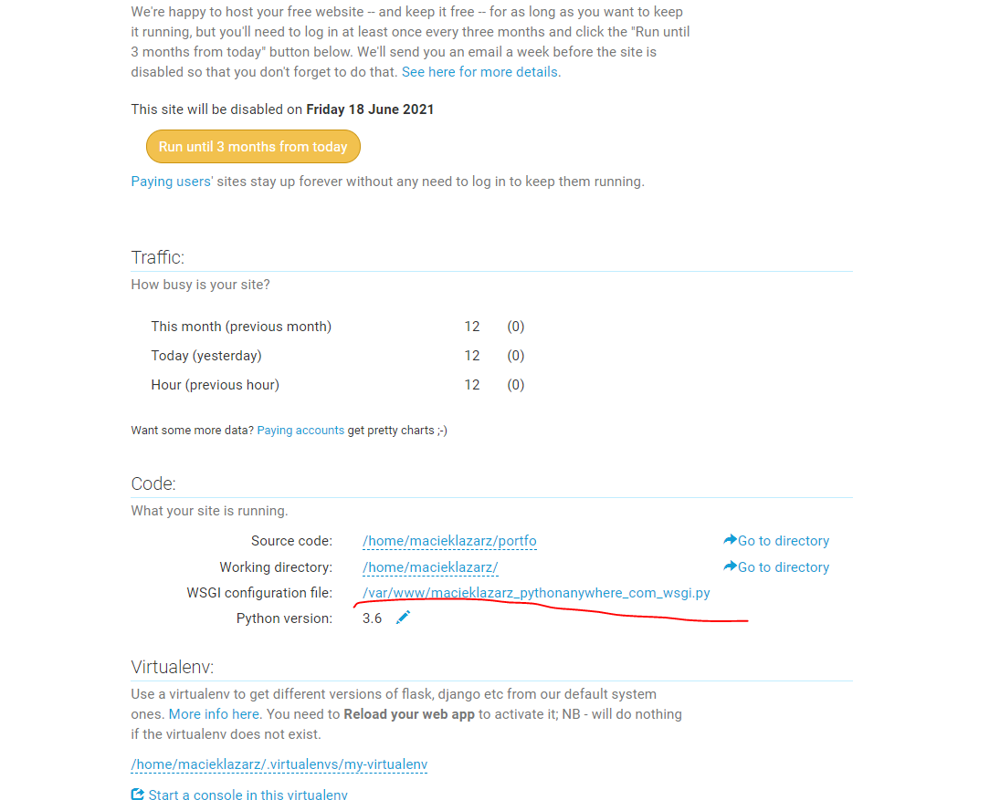 We're happy to host your free website -- and keep it free -- for as long as you want to keep
it running, but you'll need to log in at least once every three months and click the "Run until
3 months from today" button below. We'll send you an email a week before the site is
disabled so that you don't forget to do that. See here for more details.
This site will be disabled on Friday 18 June 2021
Run until 3 months from today
Paying users' sites stay up forever without any need to log in to keep them running.
Traffic:
How busy is your site?
This month (previous month) 12 (0)
Today (yesterday) 12 (0)
Hour (previous hour) 12 (0)
Want some more data? Paying accounts get pretty charts ;-)
Code:
What your site is running.
Source code: /home/macieklazarz/portfo Go to directory
Working directory: /home/macieklazarz/ Go to directory
WSGI configuration file: /var/www/macieklazarz_pythonanywhere_com_wsgi.py
Python version: 3.6
Virtualenv:
Use a virtualenv to get different versions of flask, django etc from our default system
ones. More info here. You need to Reload your web app to activate it; NB - will do nothing
if the virtualenv does not exist.
/home/macieklazarz/.virtualenvs/my-virtualenv
Start a console in this virtualenv